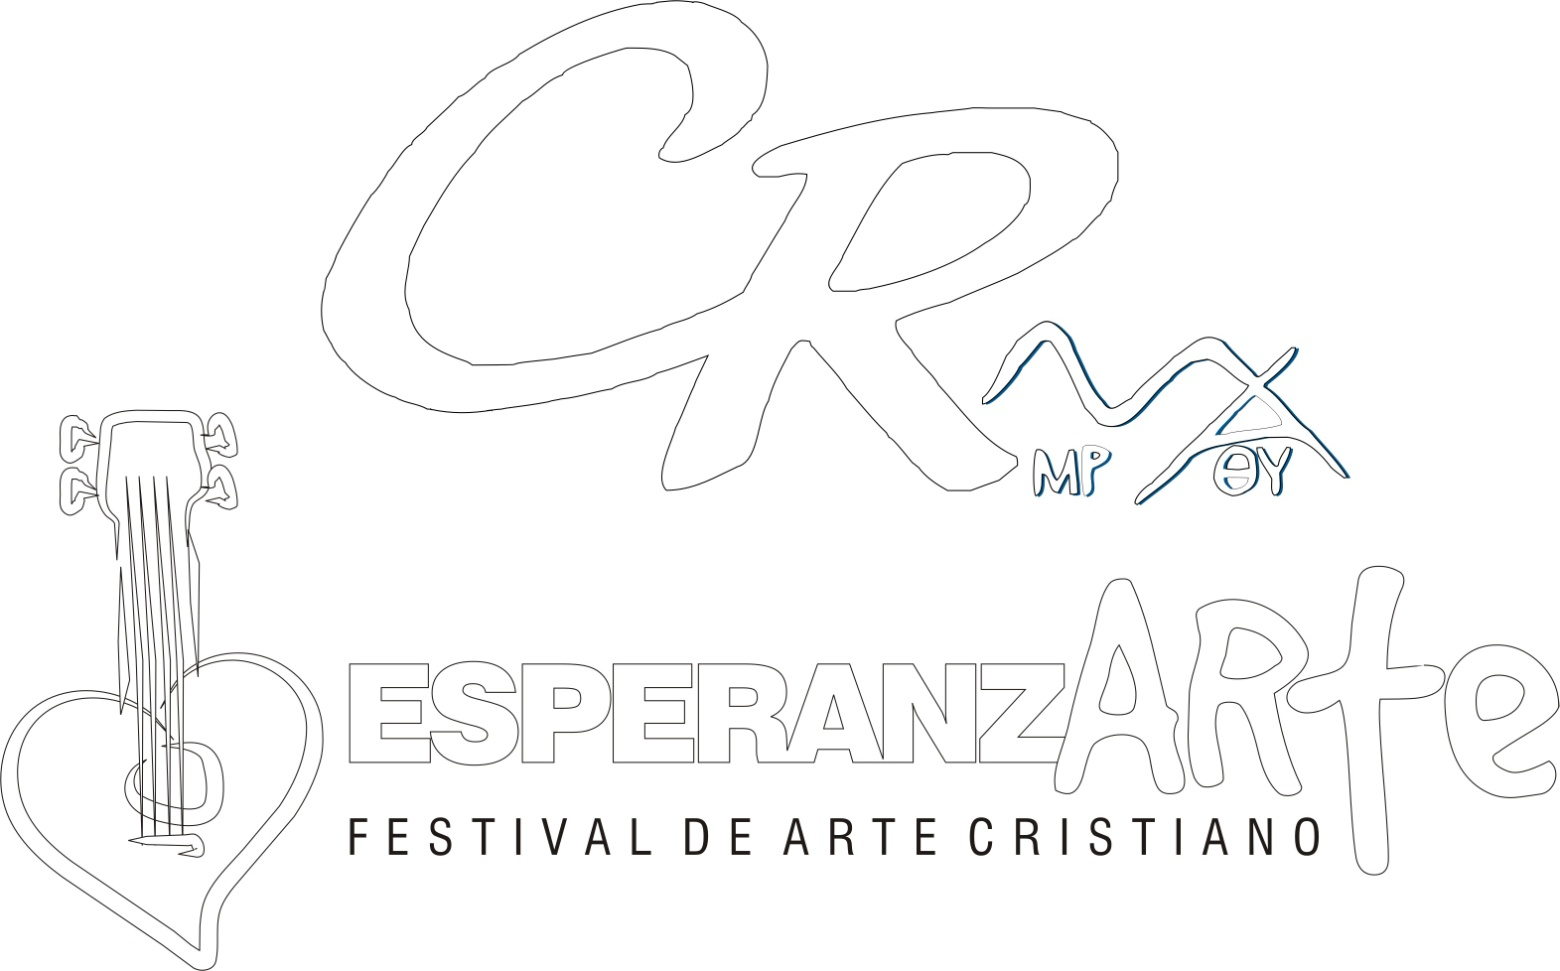 CR
MP ey
ESPERANZARte
FESTIVAL DE ARTE CRISTIANO